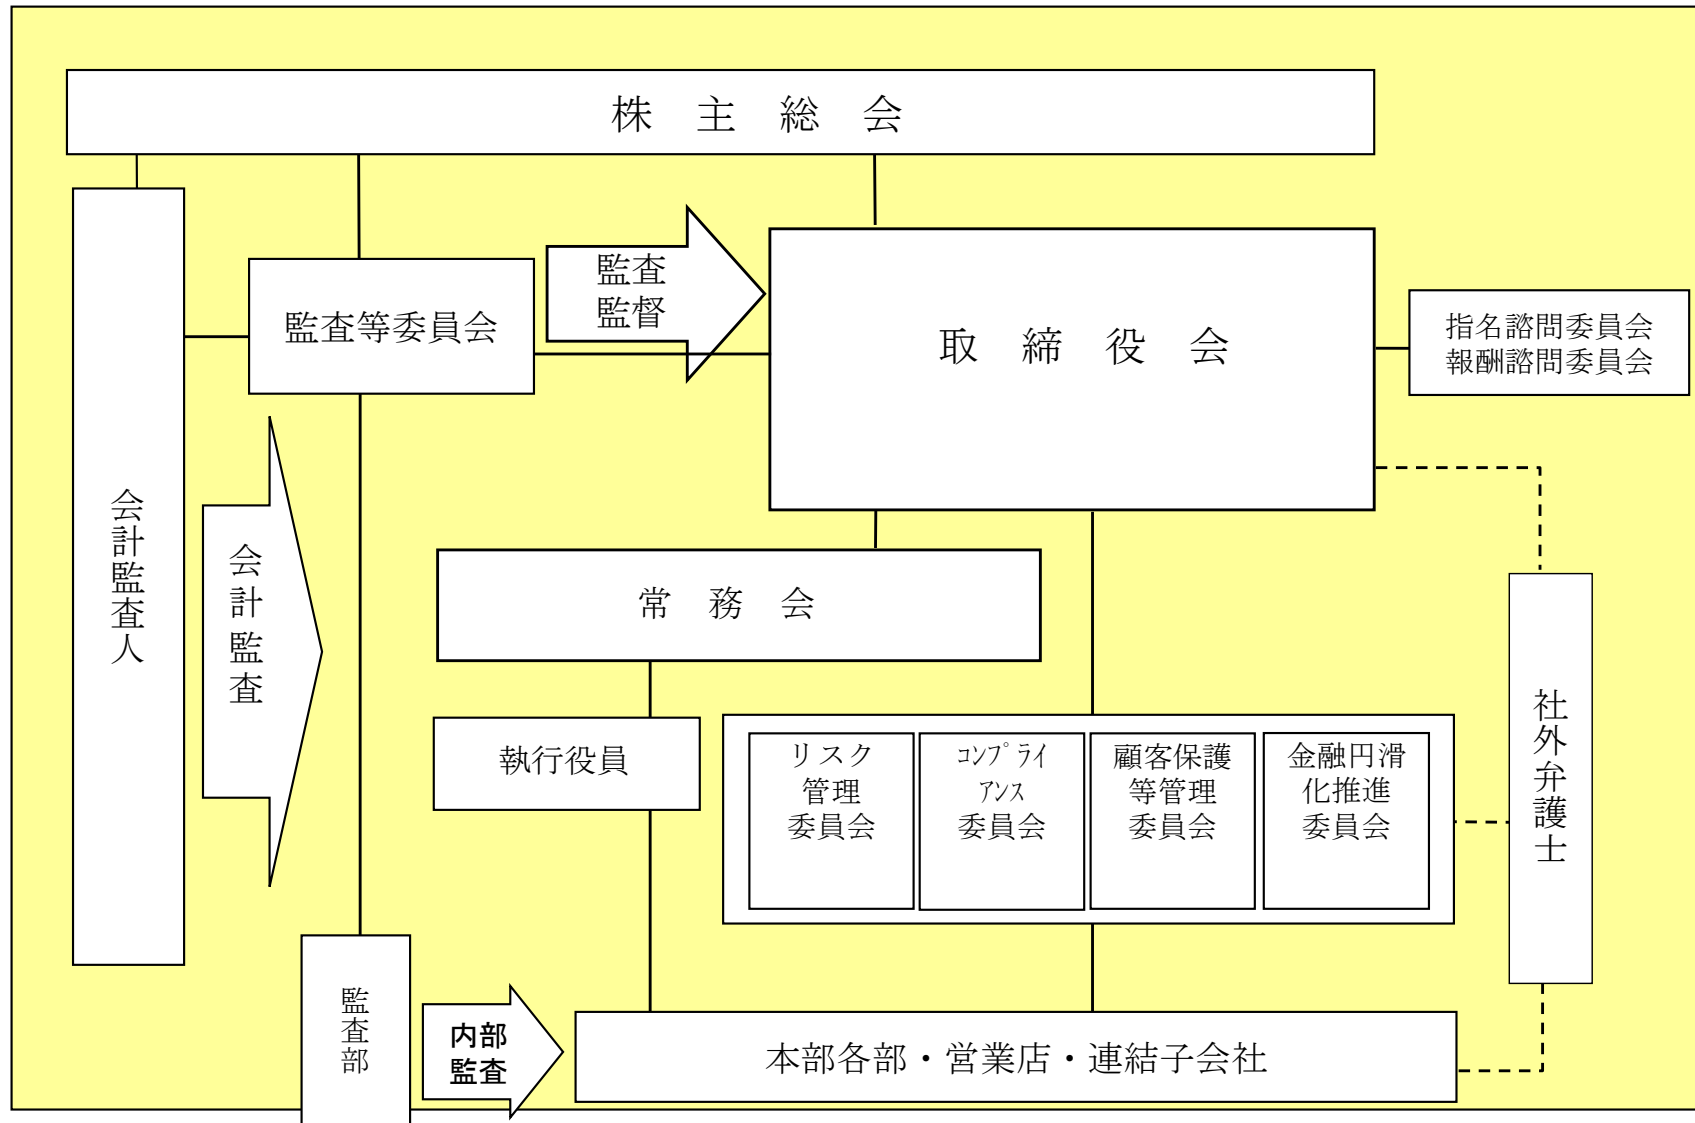 株　主　総　会
監査
監督
監査等委員会
取　締　役　会
指名諮問委員会
報酬諮問委員会
会計監査人
会計監査
常　務　会
執行役員
リスク
管理
委員会
ｺﾝﾌﾟﾗｲ
ｱﾝｽ
委員会
顧客保護
等管理
委員会
金融円滑
化推進
委員会
社外弁護士
監査部
内部
監査
本部各部・営業店・連結子会社